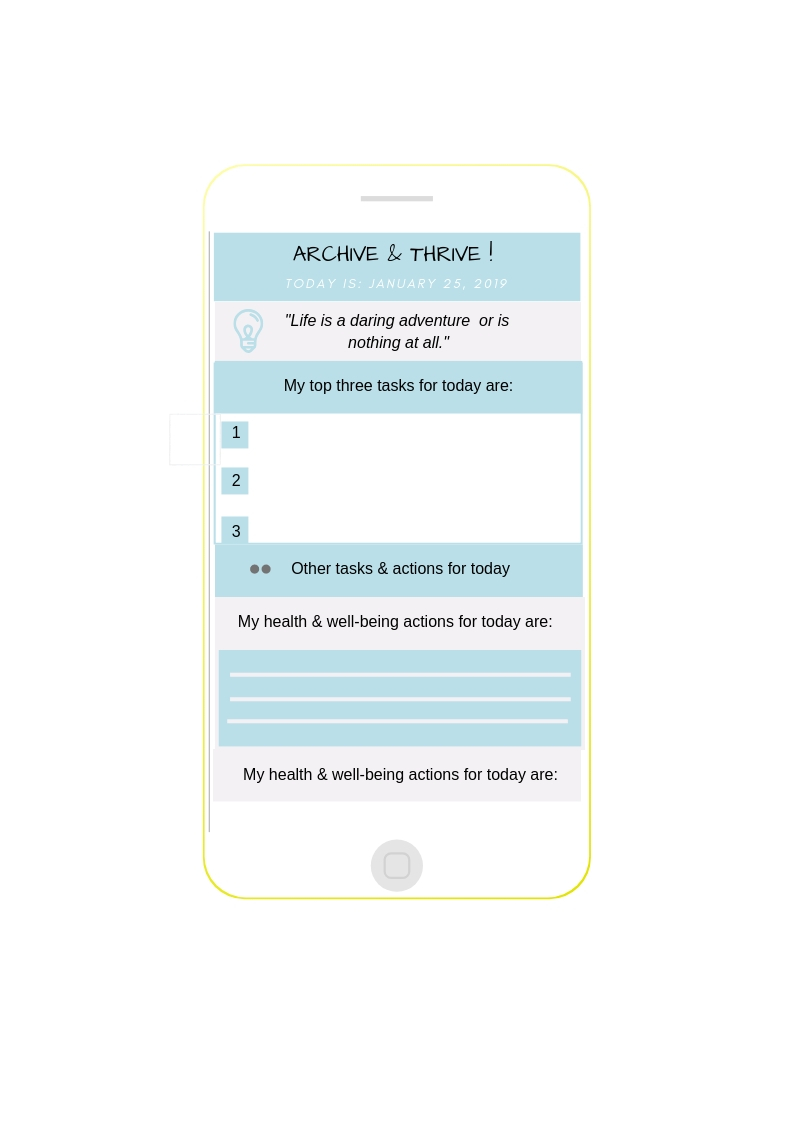 ARCHIVE & THRIVE !
TODAY IS: JANUARY 25, 2019
"Life is a daring adventure  or is
nothing at all."
My top three tasks for today are:
1
2
3
Other tasks & actions for today
My health & well-being actions for today are:
My health & well-being actions for today are: